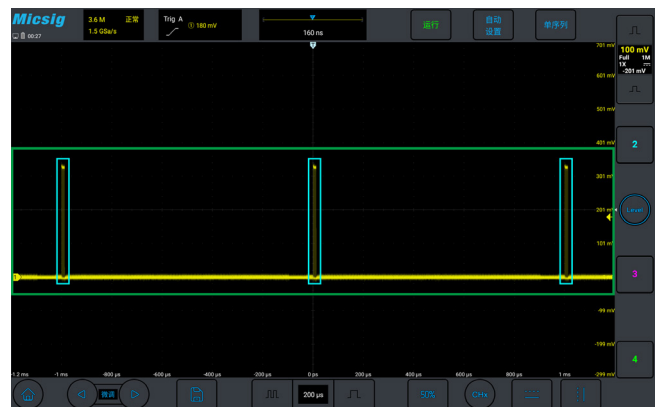 Micsig
00:27
3.6 M 正常
1.5 GSa/s
Trig A ① 180 mV
160 ns
运行
自动
设置
单序列
100 mV
Full 1M
1X
-201 mV
2
Level
3
4
701 mV
601 mV
501 mV
401 mV
301 mV
201 mV
101 mV
-99 mV
-199 mV
-299 mV
T
1
-1.2 ms -1 ms -800 μs -600 μs -400 μs -200 μs 0 ps 200 μs 400 μs 600 μs 800 μs 1 ms
微调
200 μs
50%
CHx